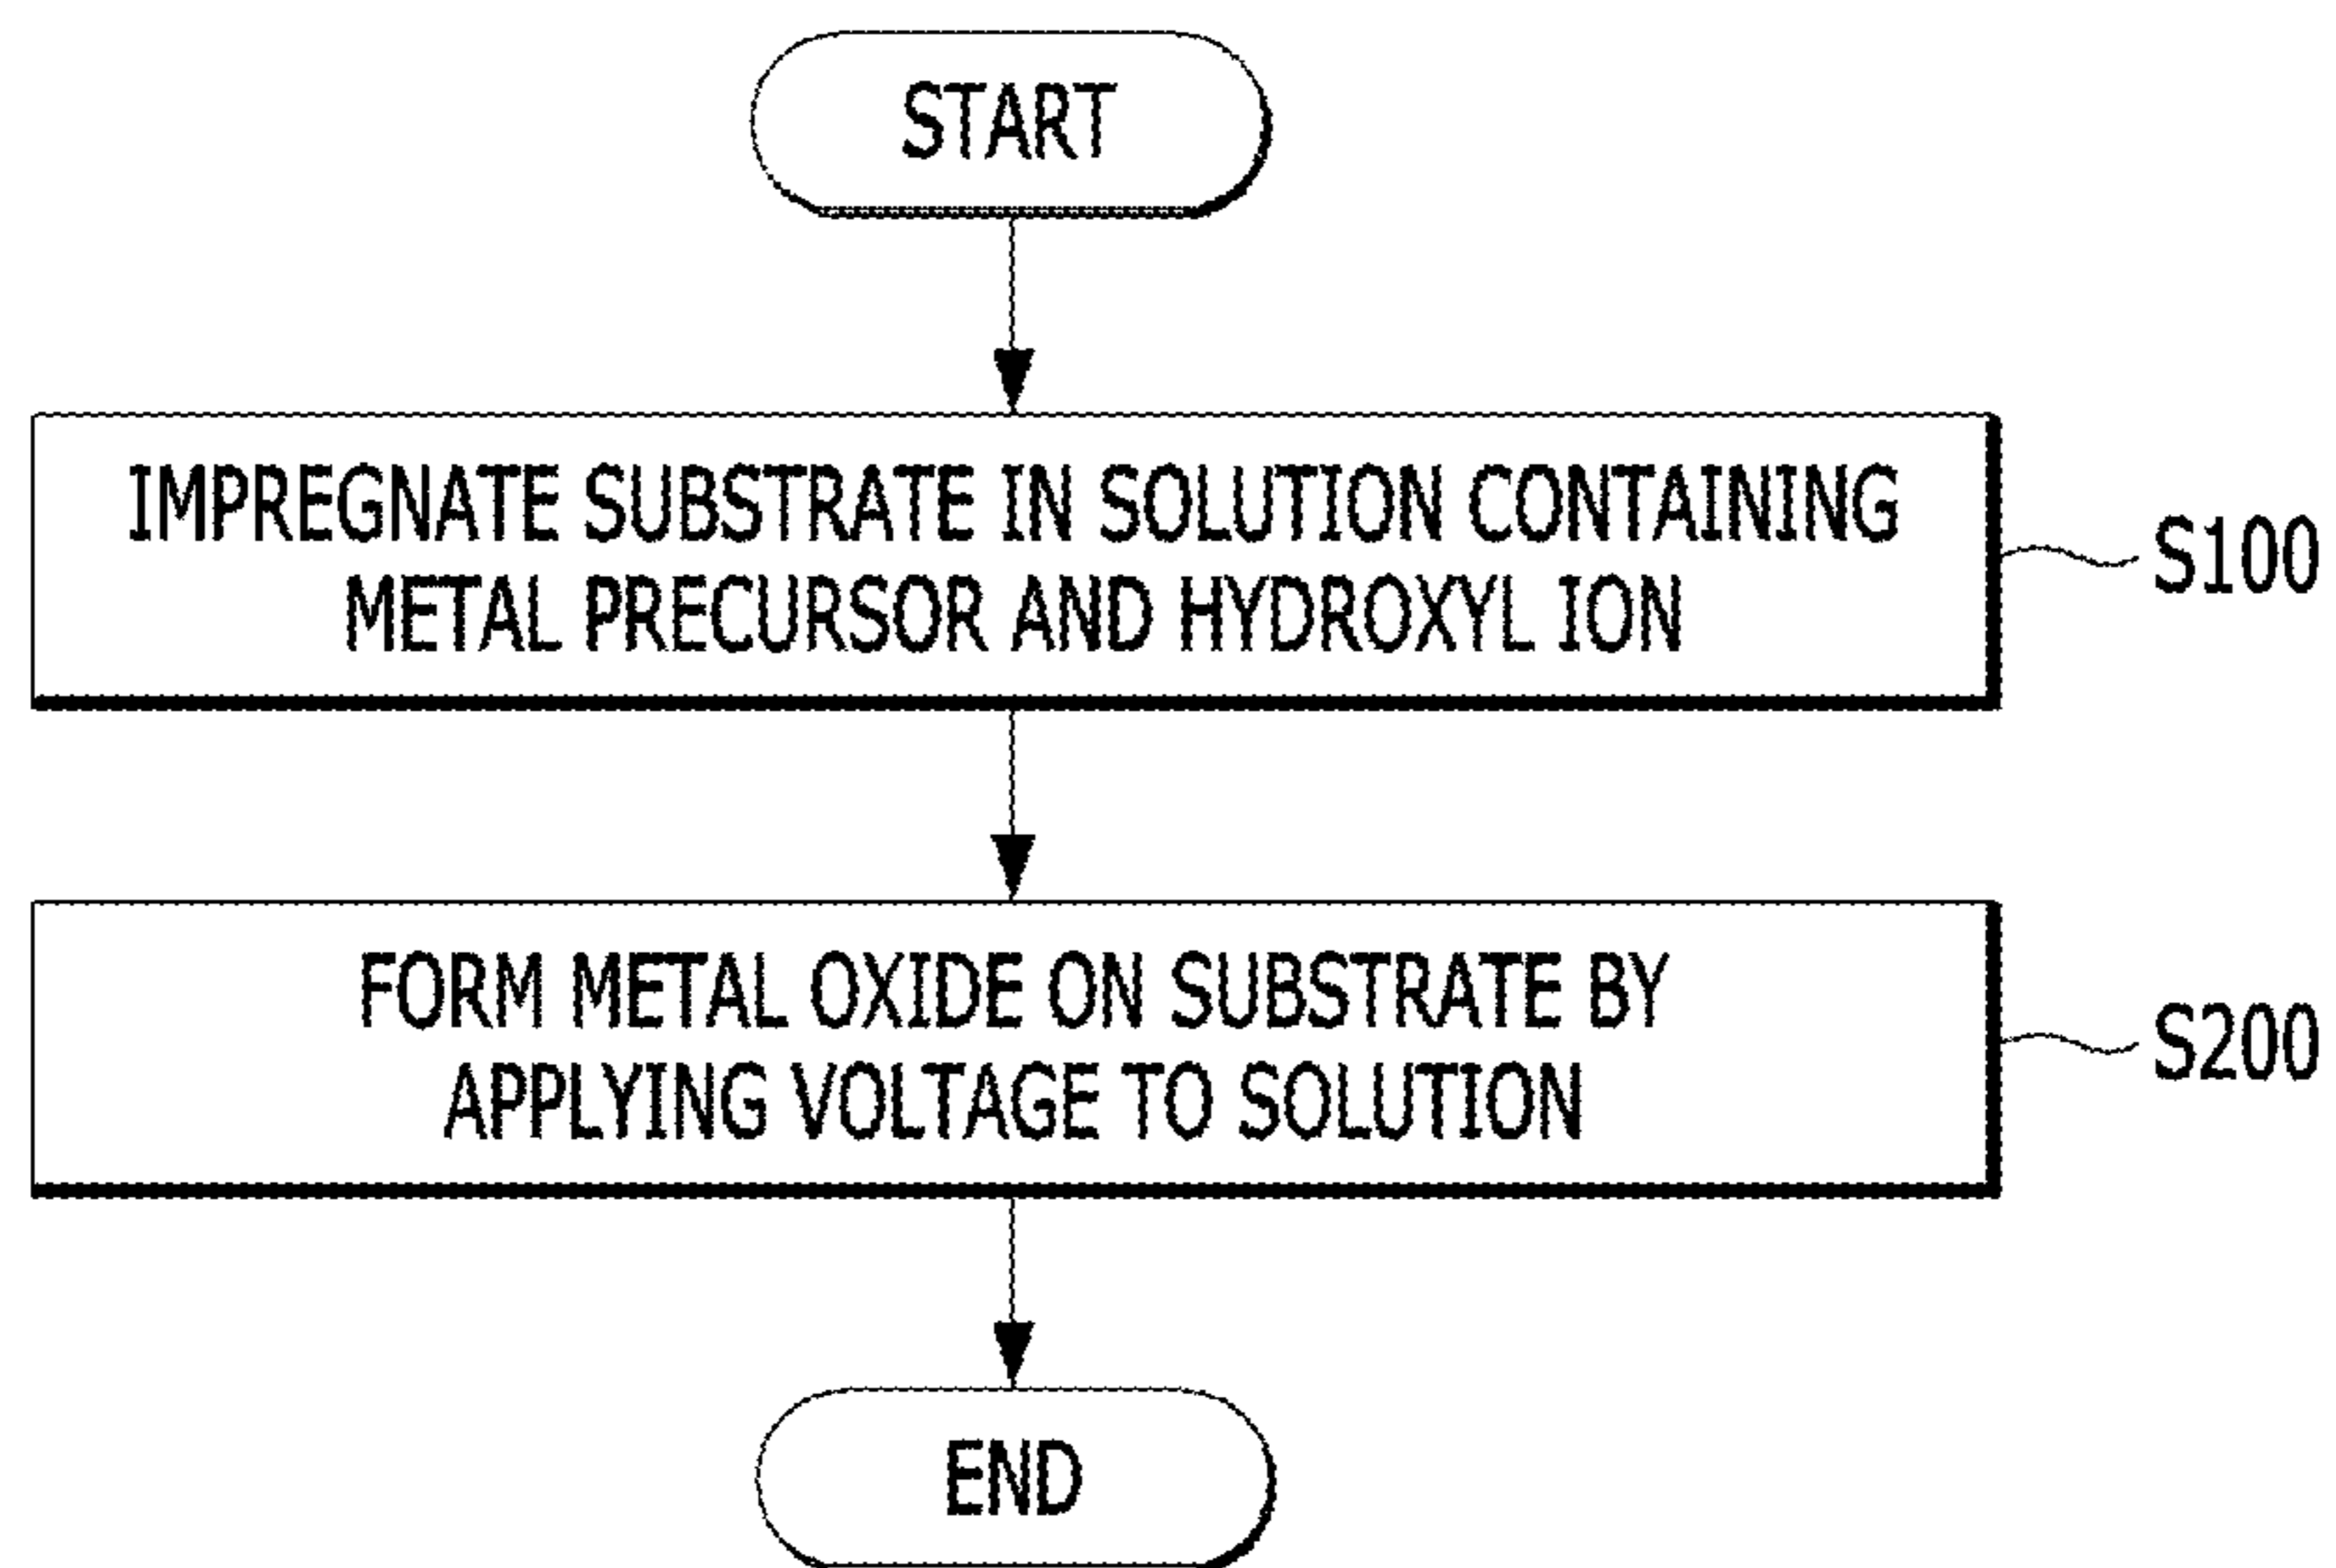 START
IMPREGNATE SUBSTRATE IN SOLUTION CONTAINING
METAL PRECURSOR AND HYDROXYL ION
S100
FORM METAL OXIDE ON SUBSTRATE BY
APPLYING VOLTAGE TO SOLUTION
S200
END